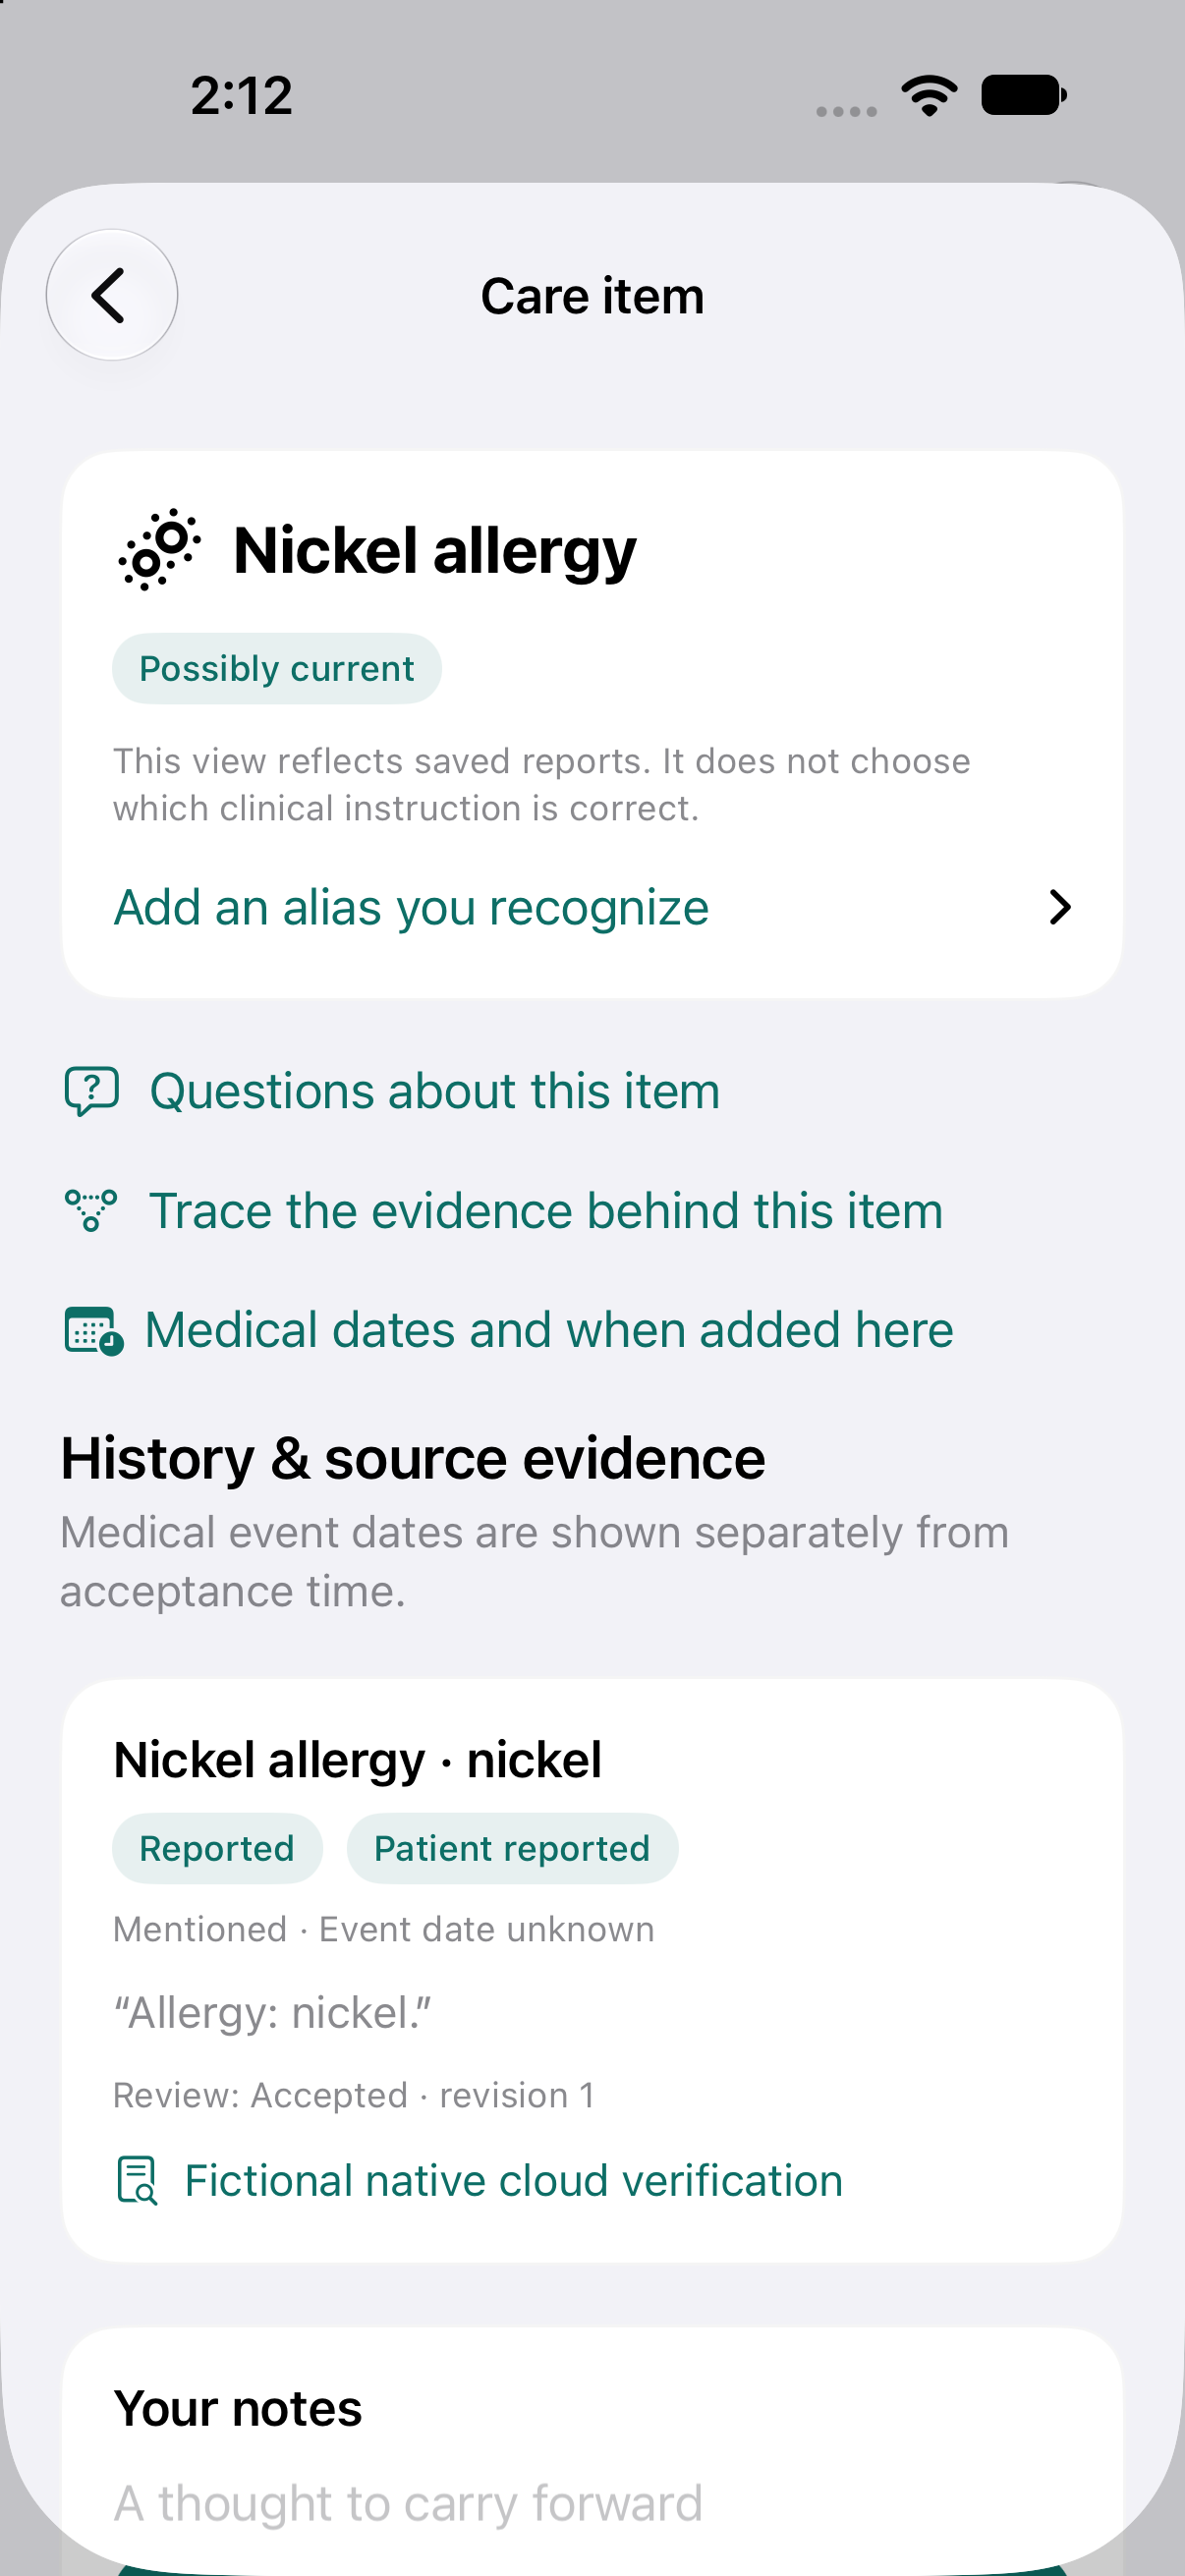 2:12
Care item
Nickel allergy
Possibly current
This view reflects saved reports. It does not choose
which clinical instruction is correct.
Add an alias you recognize
Questions about this item
Trace the evidence behind this item
Medical dates and when added here
History & source evidence
Medical event dates are shown separately from
acceptance time.
Nickel allergy · nickel
Reported Patient reported
Mentioned · Event date unknown
“Allergy: nickel.”
Review: Accepted · revision 1
Fictional native cloud verification
Your notes
A thought to carry forward